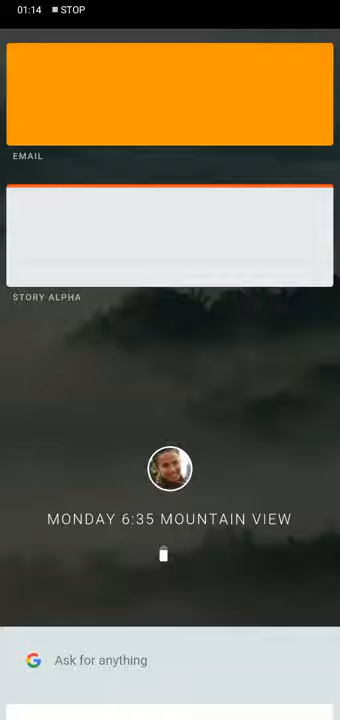 01:14 STOP
EMAIL
STORY ALPHA
MONDAY 6:35 MOUNTAIN VIEW
Ask for anything